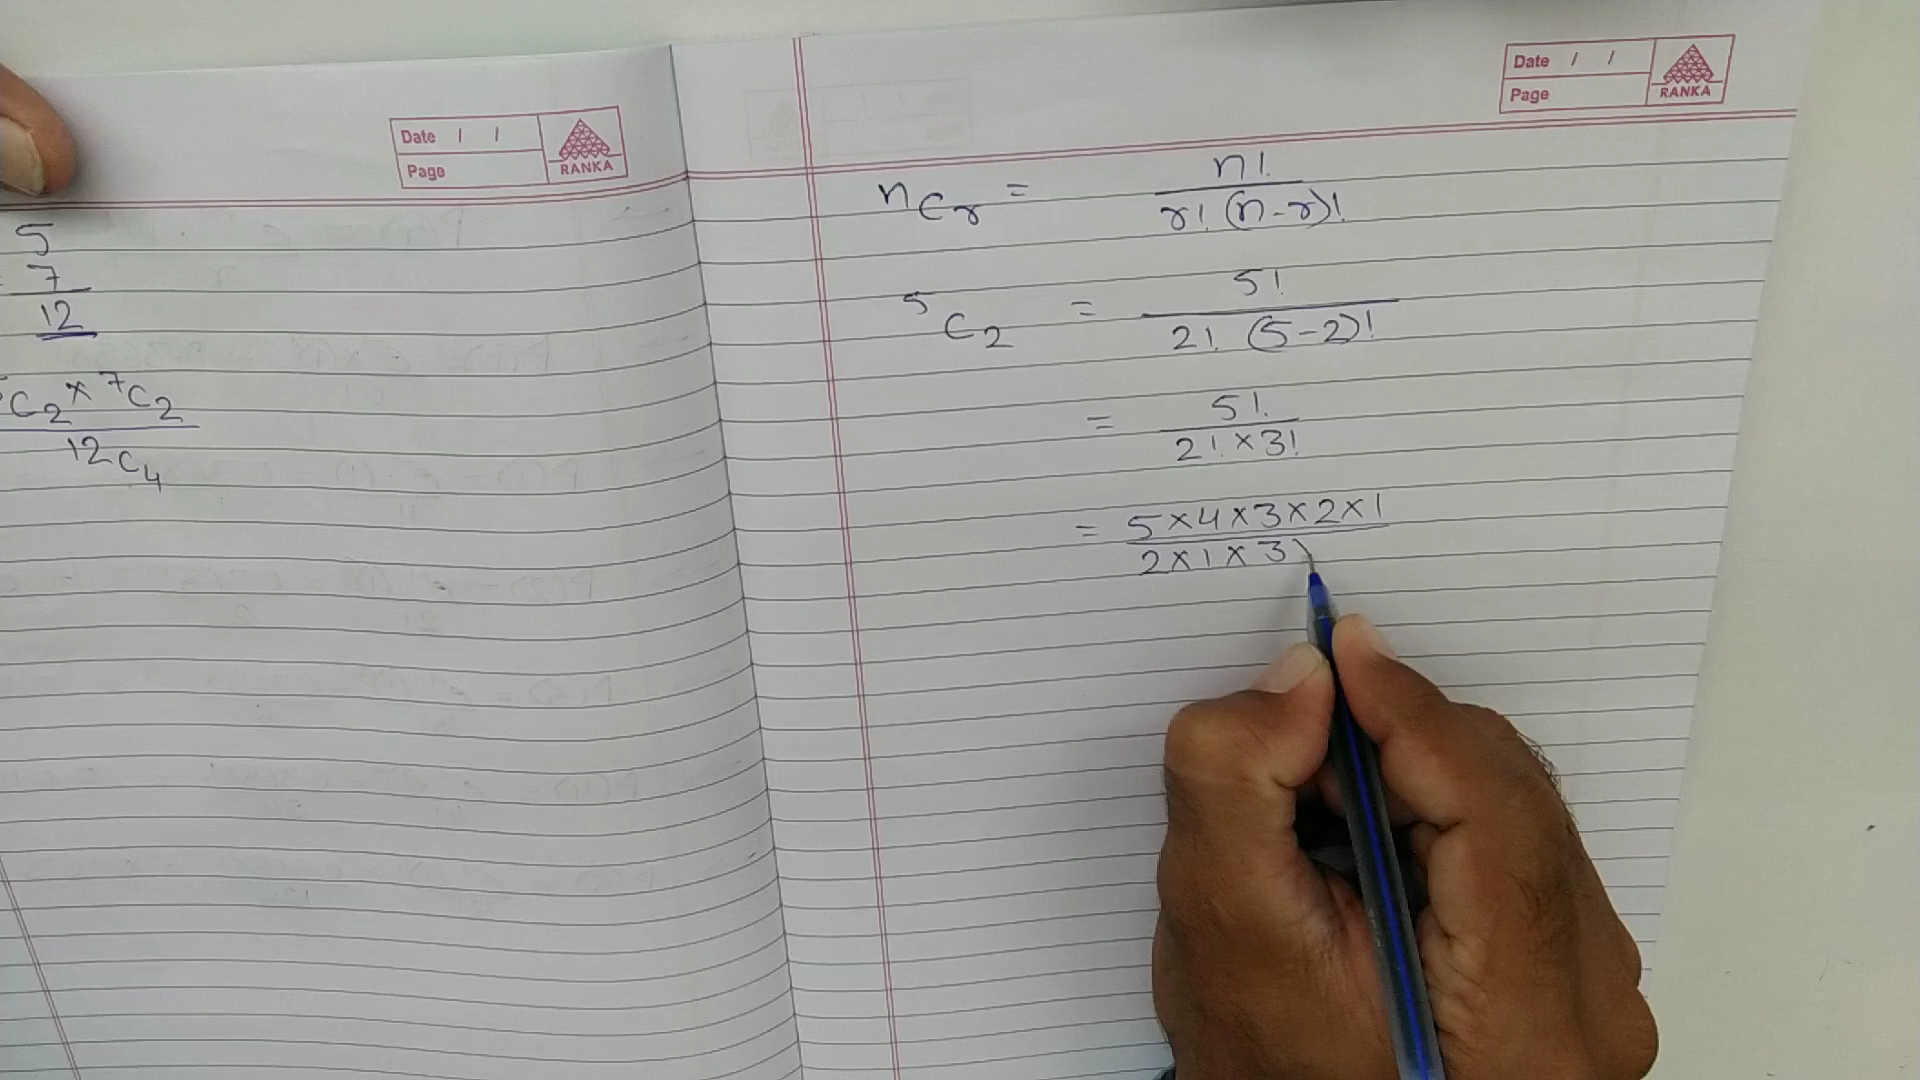 Date / /
Page
RANKA
5
7
12
C2 × 7C2
12C4
Date / /
Page
RANKA
nCr = n! / r! (n-r)!
5C2 = 5! / 2! (5-2)!
= 5! / 2! × 3!
= 5×4×3×2×1 / 2×1×3